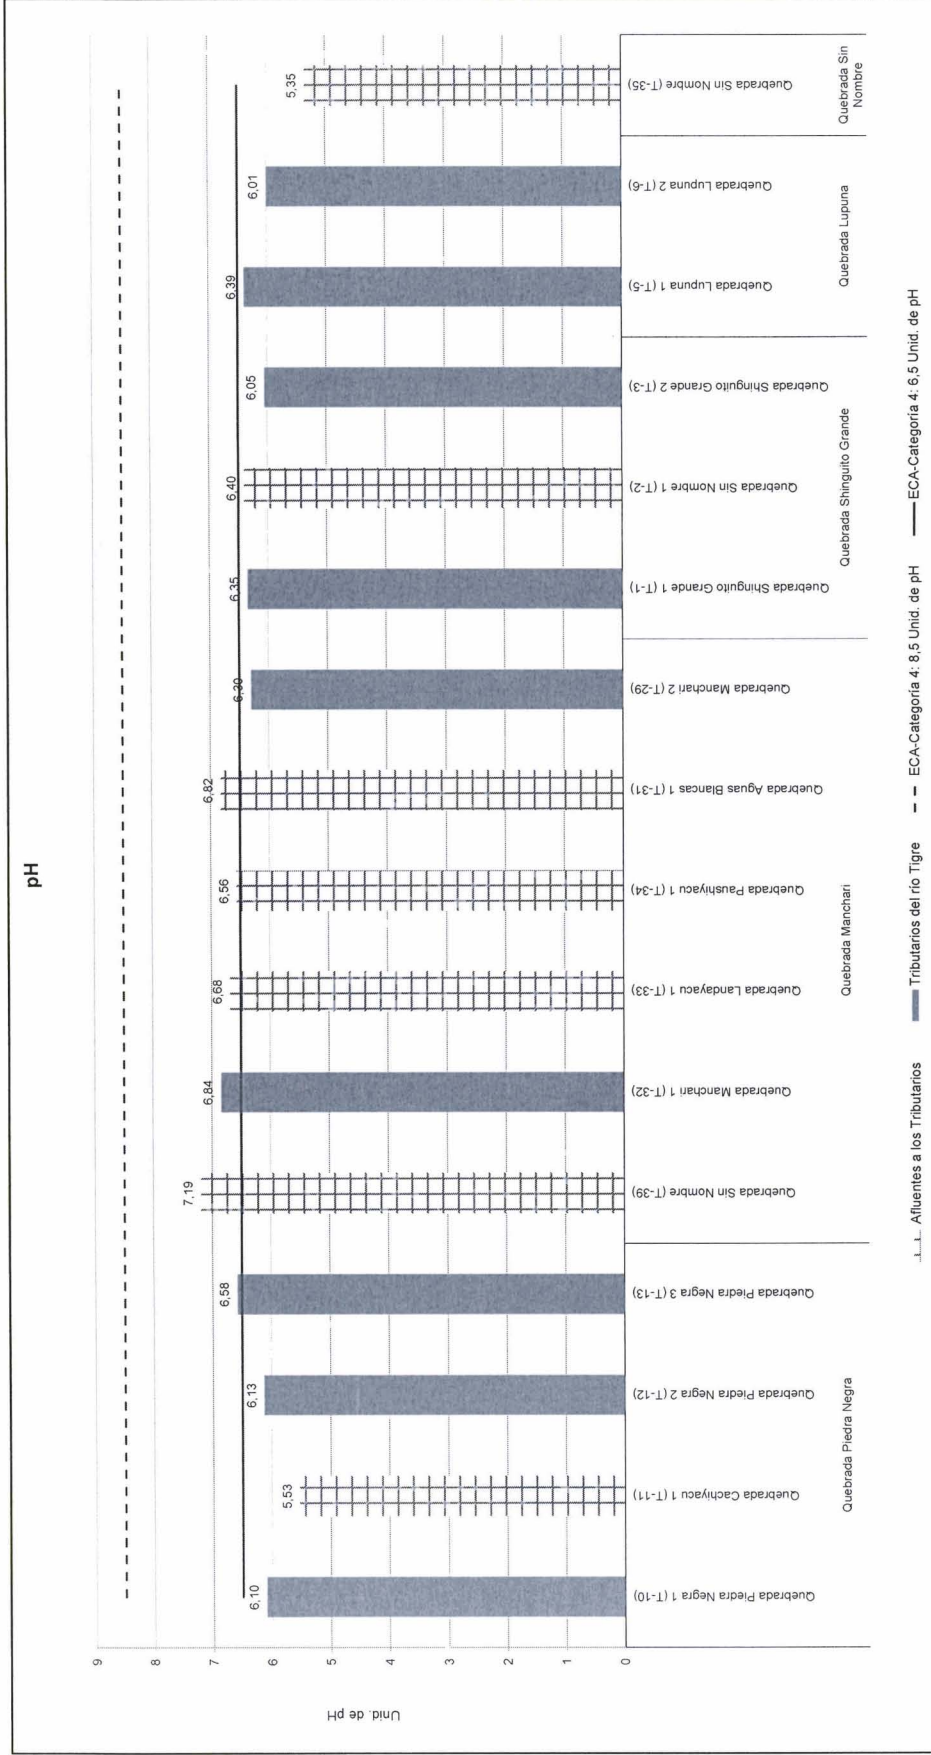 pH
Unid. de pH
9
8
7
6
5
4
3
2
1
0
6,10
5,53
6,13
6,58
7,19
6,84
6,68
6,56
6,82
6,30
6,35
6,40
6,05
6,39
6,01
5,35
Quebrada Piedra Negra 1 (T-10)
Quebrada Cachiyacu 1 (T-11)
Quebrada Piedra Negra 2 (T-12)
Quebrada Piedra Negra 3 (T-13)
Quebrada Sin Nombre (T-39)
Quebrada Manchari 1 (T-32)
Quebrada Landayacu 1 (T-33)
Quebrada Paushiyacu 1 (T-34)
Quebrada Aguas Blancas 1 (T-31)
Quebrada Manchari 2 (T-29)
Quebrada Shinguito Grande 1 (T-1)
Quebrada Sin Nombre 1 (T-2)
Quebrada Shinguito Grande 2 (T-3)
Quebrada Lupuna 1 (T-5)
Quebrada Lupuna 2 (T-6)
Quebrada Sin Nombre (T-35)
Quebrada Piedra Negra
Quebrada Manchari
Quebrada Shinguito Grande
Quebrada Lupuna
Quebrada Sin
Nombre
Afluentes a los Tributarios
Tributarios del río Tigre
ECA-Categoría 4: 8,5 Unid. de pH
ECA-Categoría 4: 6,5 Unid. de pH